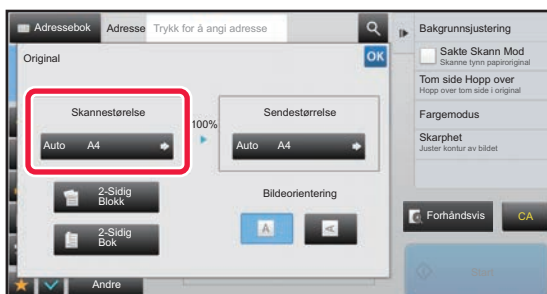 Adressebok
Adresse
Trykk for å angi adresse
Original
OK
Skannestørelse
Auto A4
100%
Sendestørrelse
Auto A4
2-Sidig
Blokk
2-Sidig
Bok
Bildeorientering
A
A
Andre
Bakgrunnsjustering
Sakte Skann Mod
Skanne tynn papiroriginal
Tom side Hopp over
Hopp over tom side i original
Fargemodus
Skarphet
Juster kontur av bildet
Forhåndsvis
CA
Start